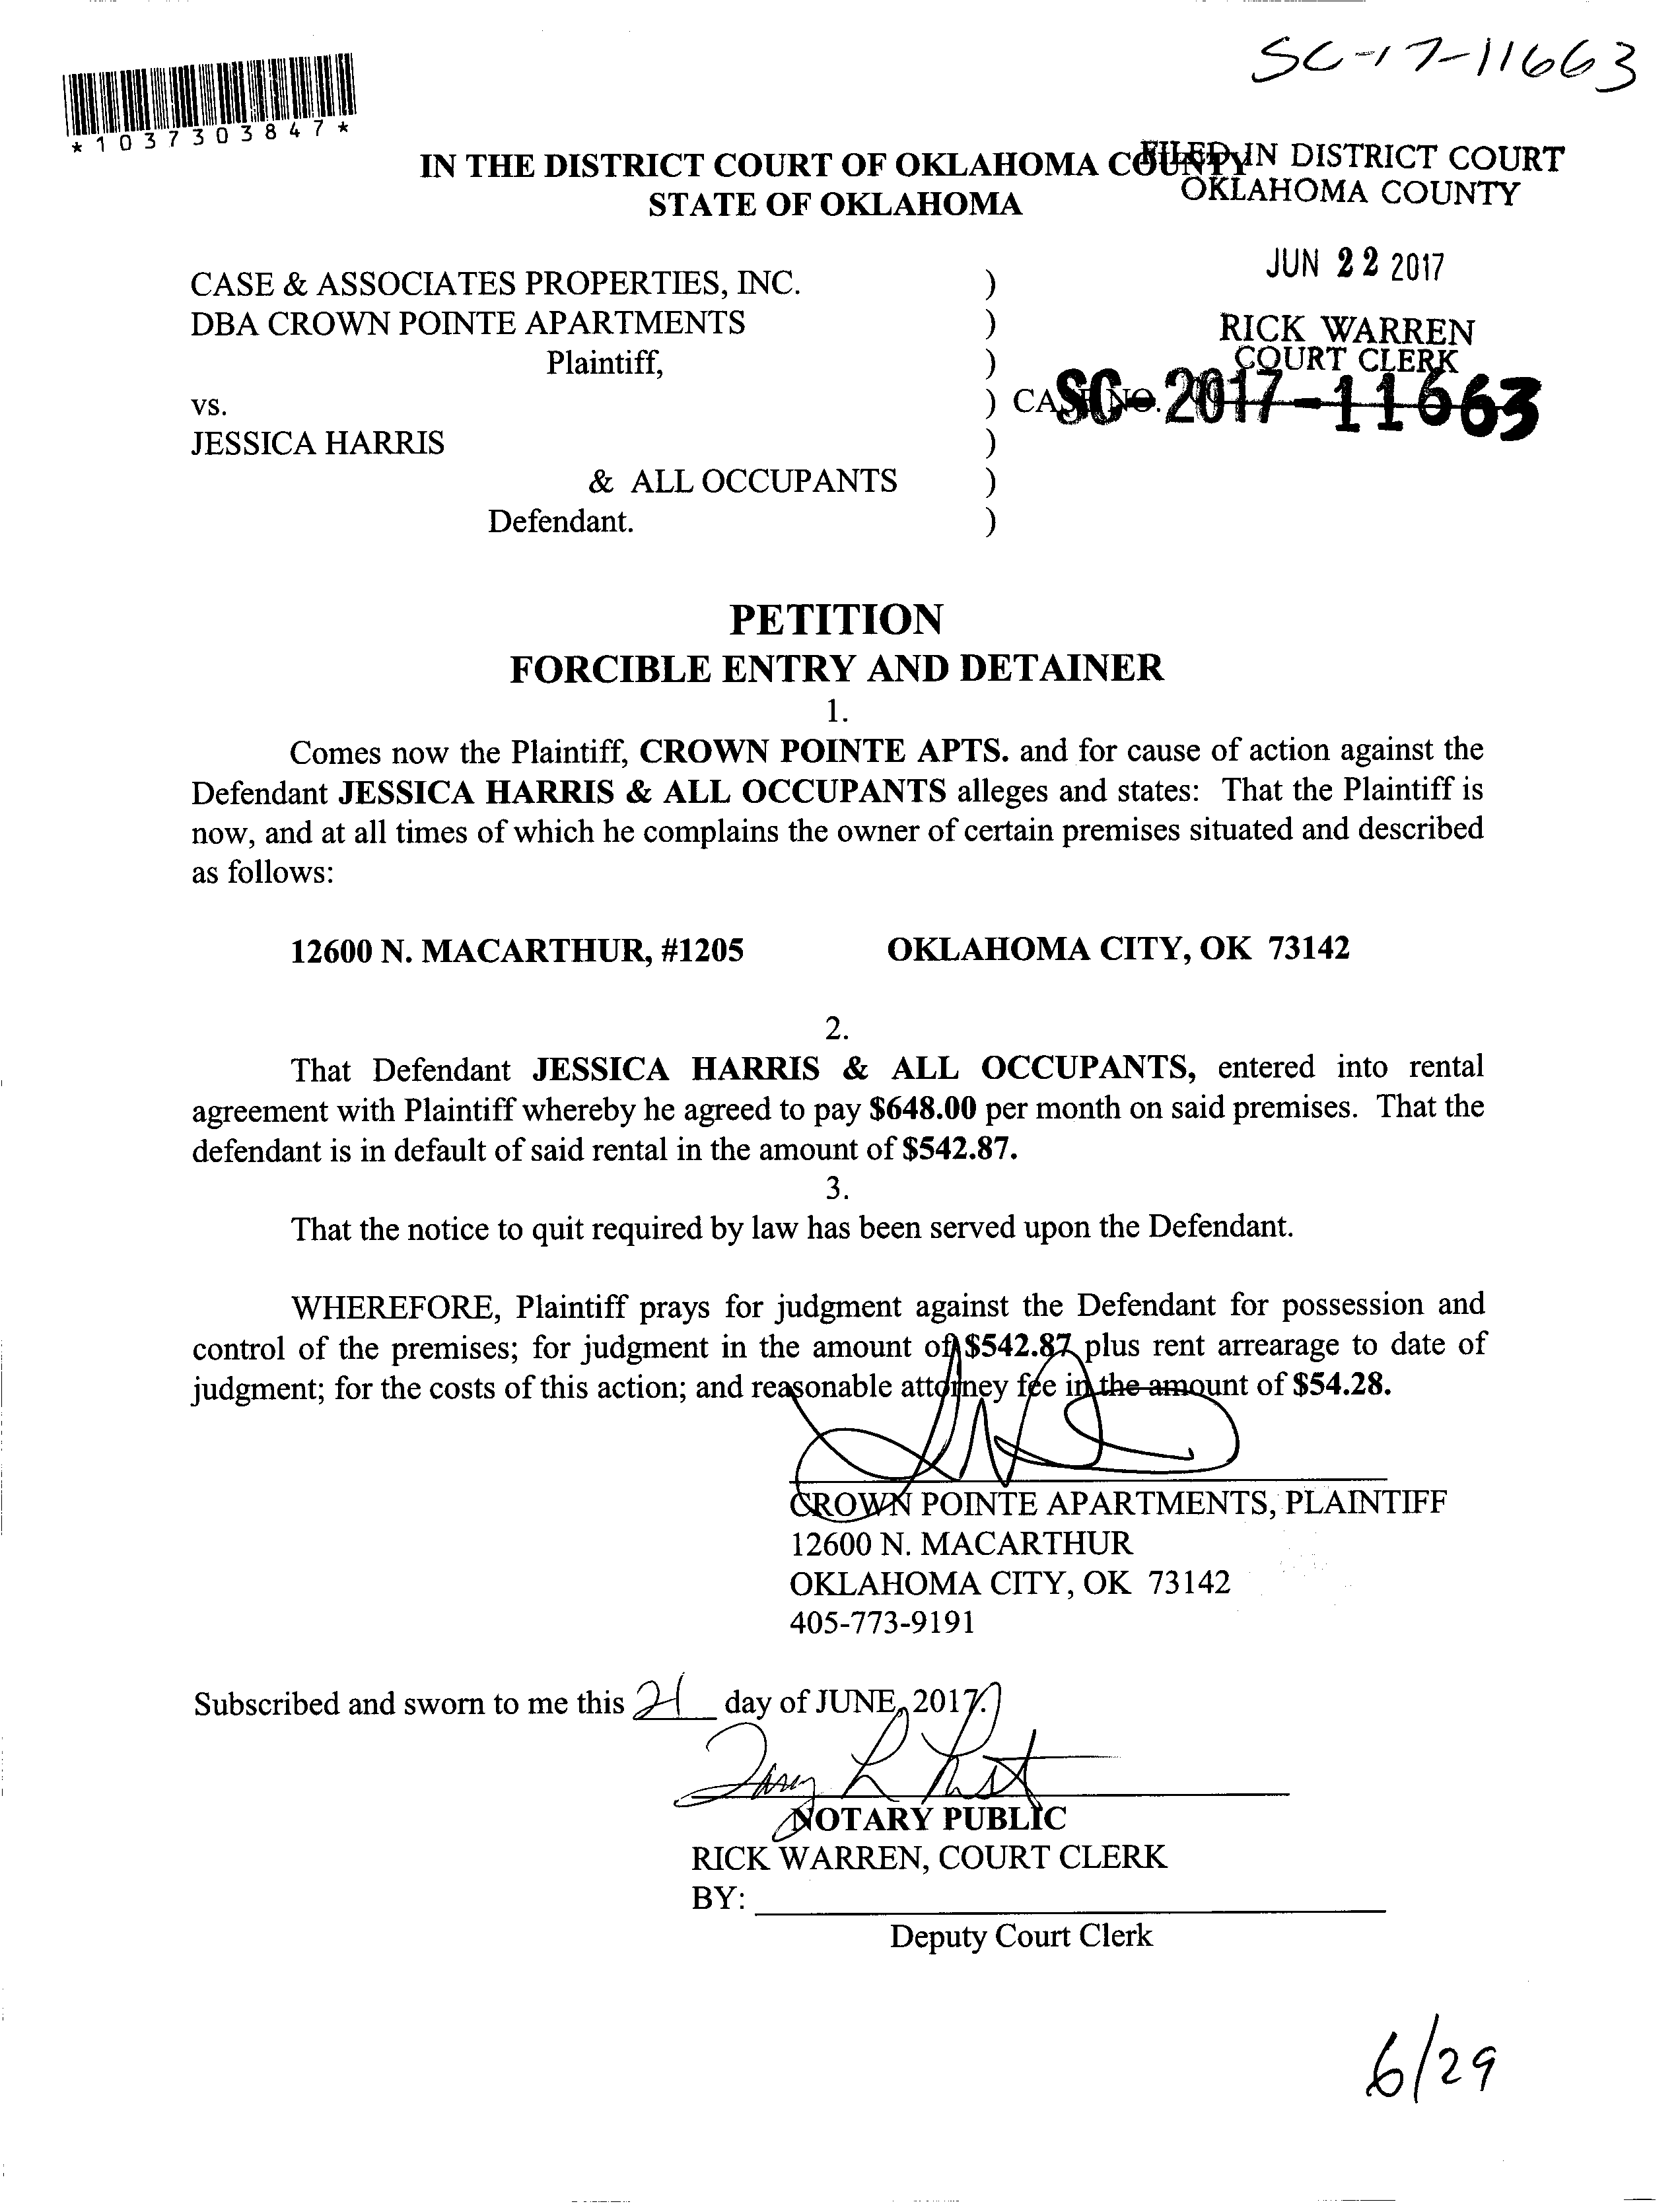 SC-17-11663
*1037303847*
IN THE DISTRICT COURT OF OKLAHOMA COUNTY
STATE OF OKLAHOMA
FILED IN DISTRICT COURT
OKLAHOMA COUNTY
JUN 22 2017
RICK WARREN
COURT CLERK
CASE & ASSOCIATES PROPERTIES, INC. )
DBA CROWN POINTE APARTMENTS )
Plaintiff, )
vs. ) CASE NO. SC-2017-11663
JESSICA HARRIS )
& ALL OCCUPANTS )
Defendant. )
PETITION
FORCIBLE ENTRY AND DETAINER
1.
Comes now the Plaintiff, CROWN POINTE APTS. and for cause of action against the
Defendant JESSICA HARRIS & ALL OCCUPANTS alleges and states: That the Plaintiff is
now, and at all times of which he complains the owner of certain premises situated and described
as follows:
12600 N. MACARTHUR, #1205 OKLAHOMA CITY, OK 73142
2.
That Defendant JESSICA HARRIS & ALL OCCUPANTS, entered into rental
agreement with Plaintiff whereby he agreed to pay $648.00 per month on said premises. That the
defendant is in default of said rental in the amount of $542.87.
3.
That the notice to quit required by law has been served upon the Defendant.
WHEREFORE, Plaintiff prays for judgment against the Defendant for possession and
control of the premises; for judgment in the amount of $542.87 plus rent arrearage to date of
judgment; for the costs of this action; and reasonable attorney fee in the amount of $54.28.
CROWN POINTE APARTMENTS, PLAINTIFF
12600 N. MACARTHUR
OKLAHOMA CITY, OK 73142
405-773-9191
Subscribed and sworn to me this 21 day of JUNE, 2017.
NOTARY PUBLIC
RICK WARREN, COURT CLERK
BY:
Deputy Court Clerk
6/29